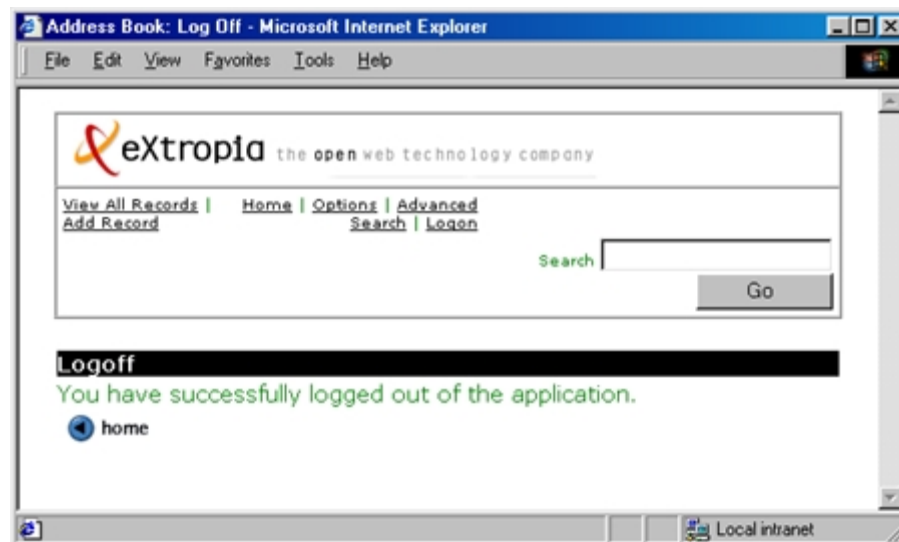 Address Book: Log Off - Microsoft Internet Explorer
File Edit View Favorites Tools Help
eXtropia the open web technology company
View All Records | Home | Options | Advanced
Add Record Search | Logon
Search
Go
Logoff
You have successfully logged out of the application.
home
Local intranet